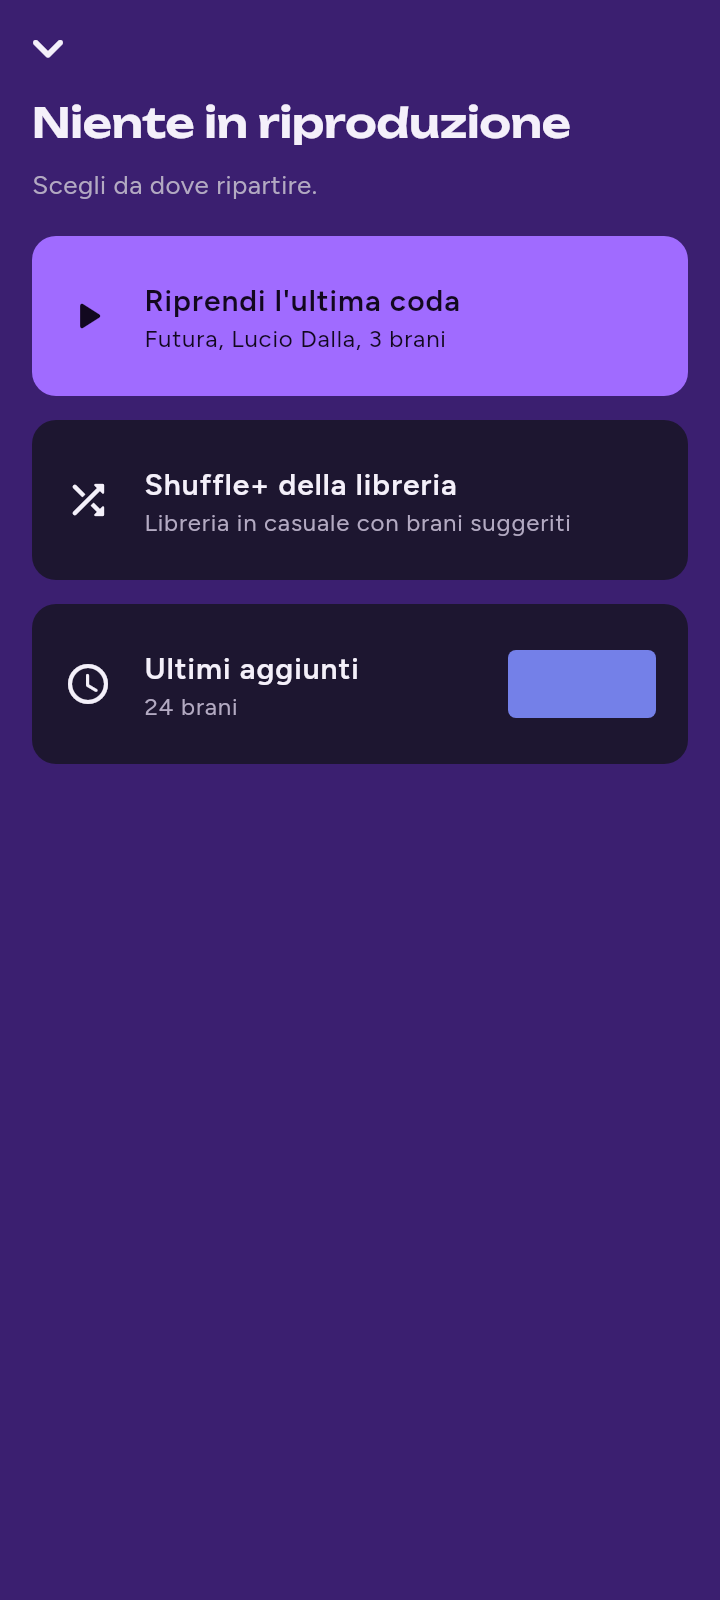 Niente in riproduzione
Scegli da dove ripartire.
Riprendi l'ultima coda
Futura, Lucio Dalla, 3 brani
Shuffle+ della libreria
Libreria in casuale con brani suggeriti
Ultimi aggiunti
24 brani